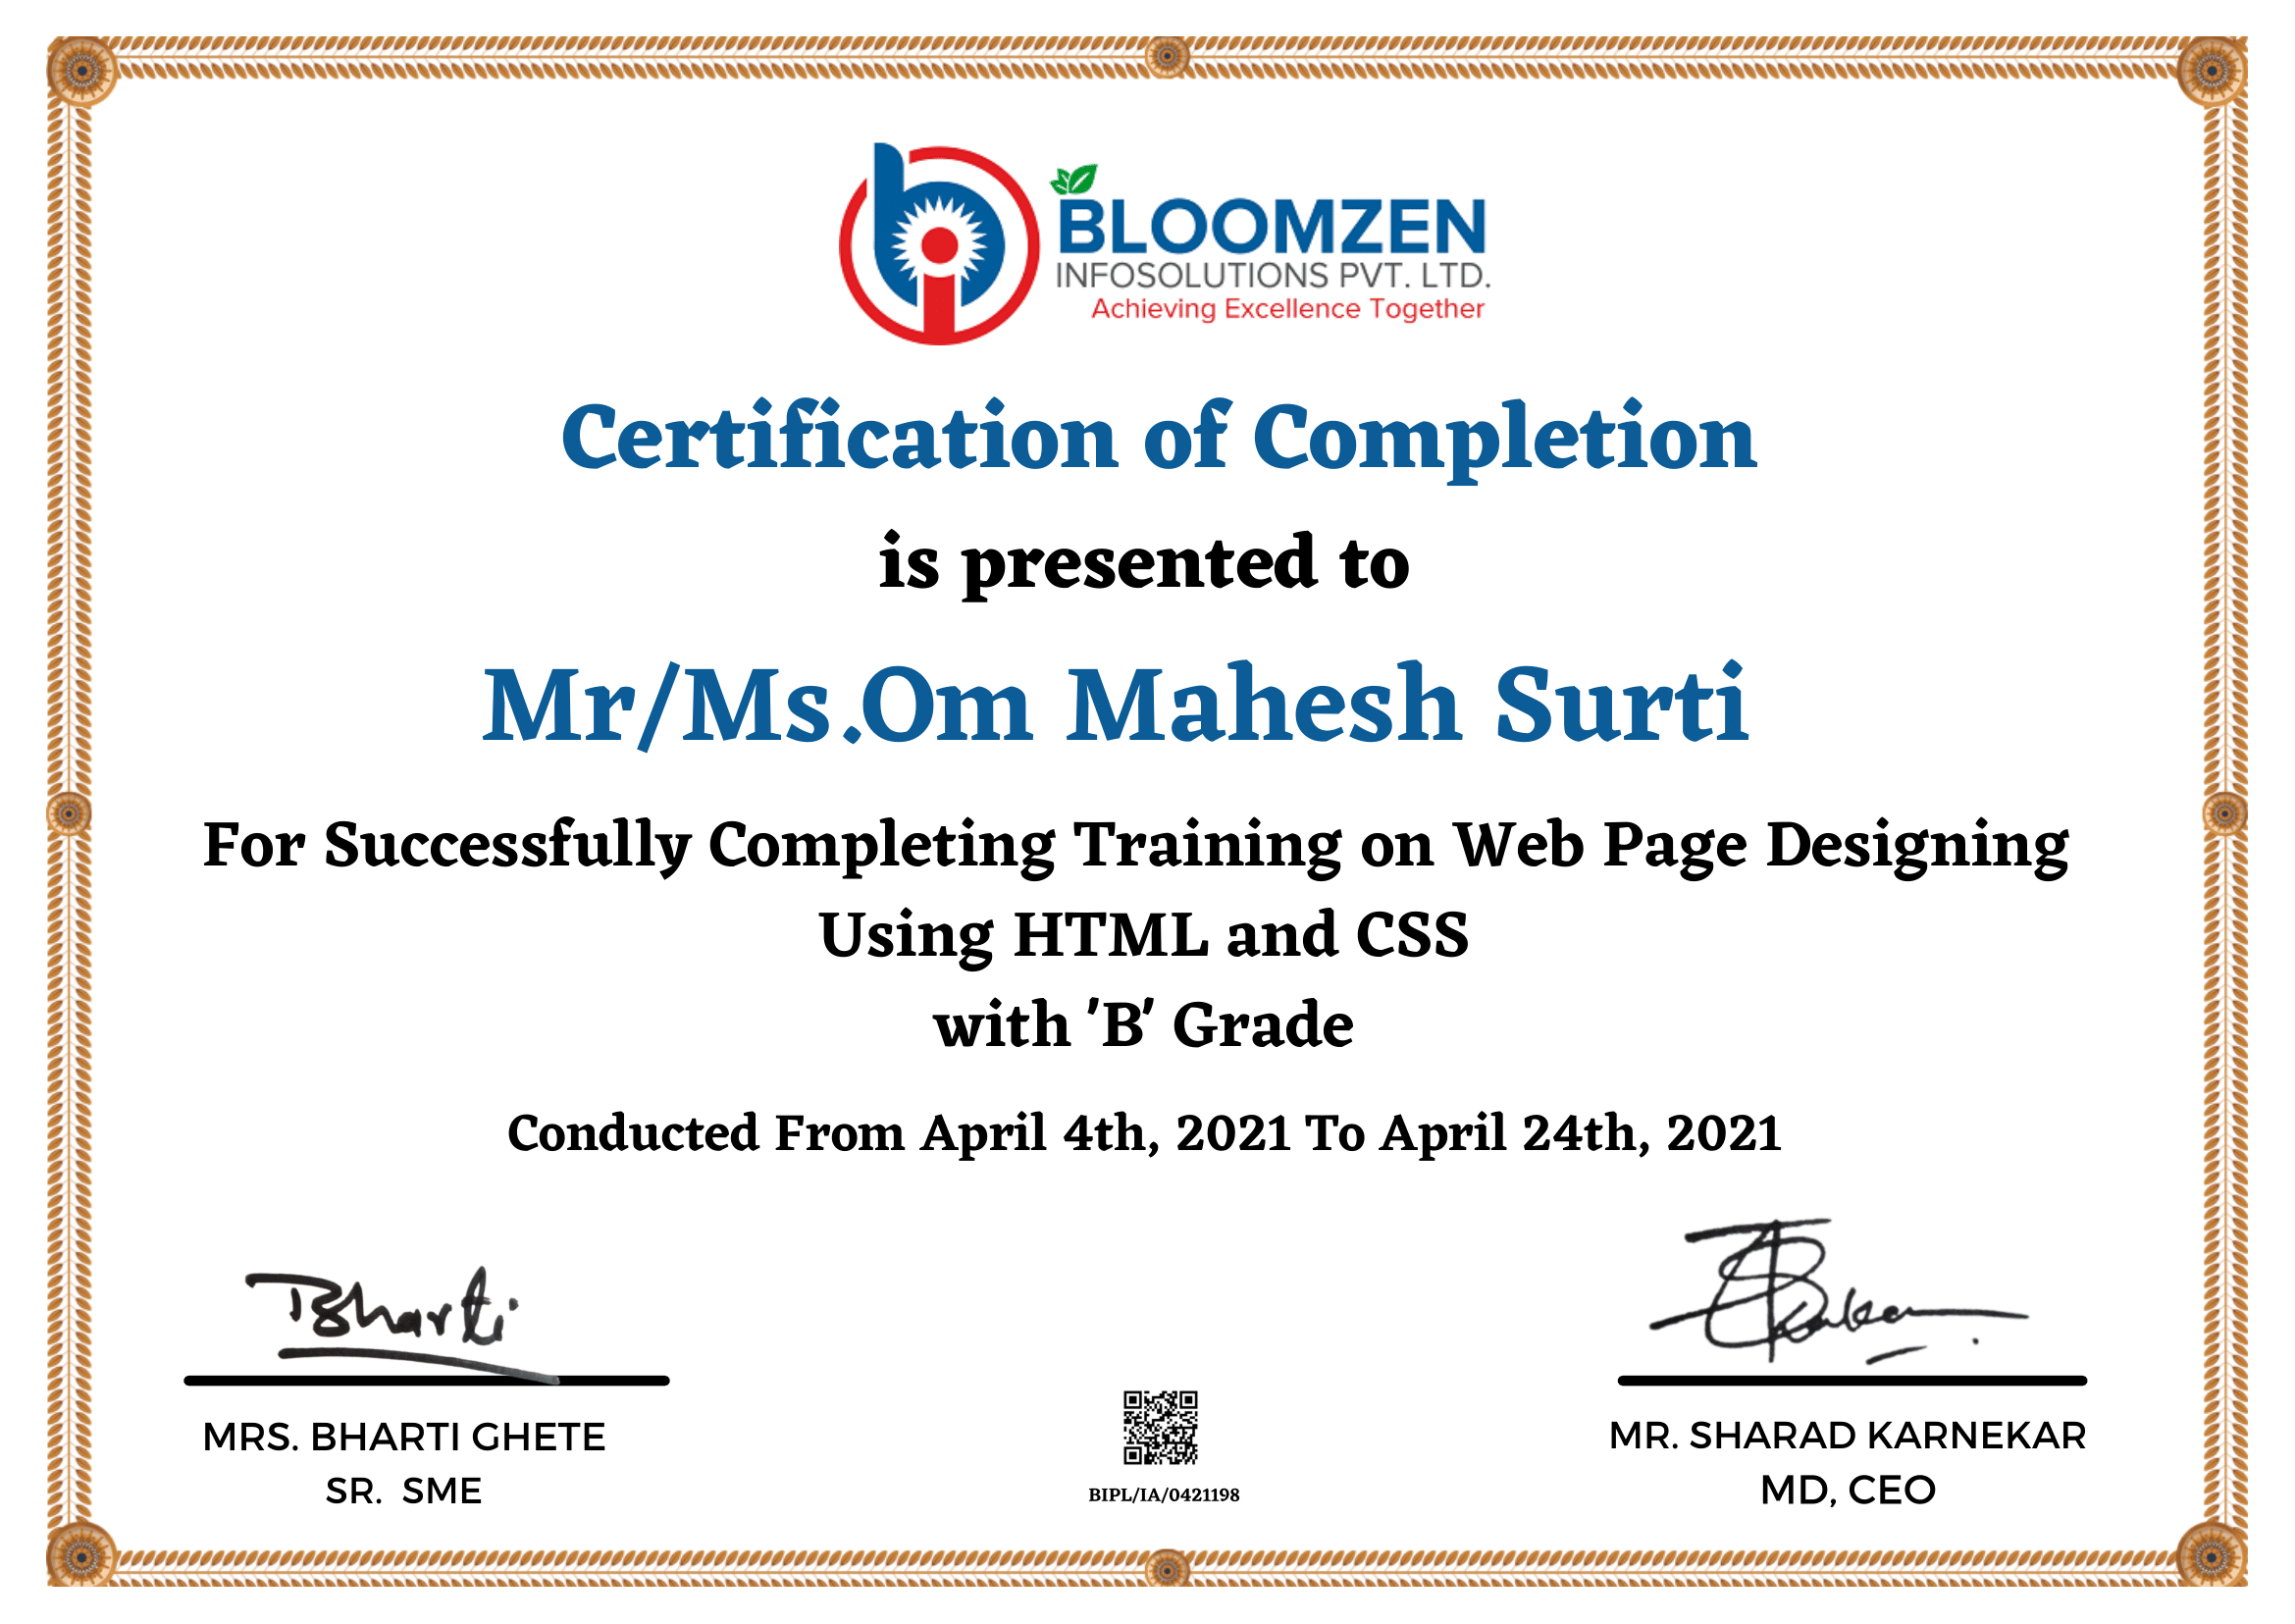 BLOOMZEN
INFOSOLUTIONS PVT. LTD.
Achieving Excellence Together
Certification of Completion
is presented to
Mr/Ms.Om Mahesh Surti
For Successfully Completing Training on Web Page Designing
Using HTML and CSS
with 'B' Grade
Conducted From April 4th, 2021 To April 24th, 2021
Bharti
MRS. BHARTI GHETE
SR. SME
BIPL/IA/0421198
MR. SHARAD KARNEKAR
MD, CEO